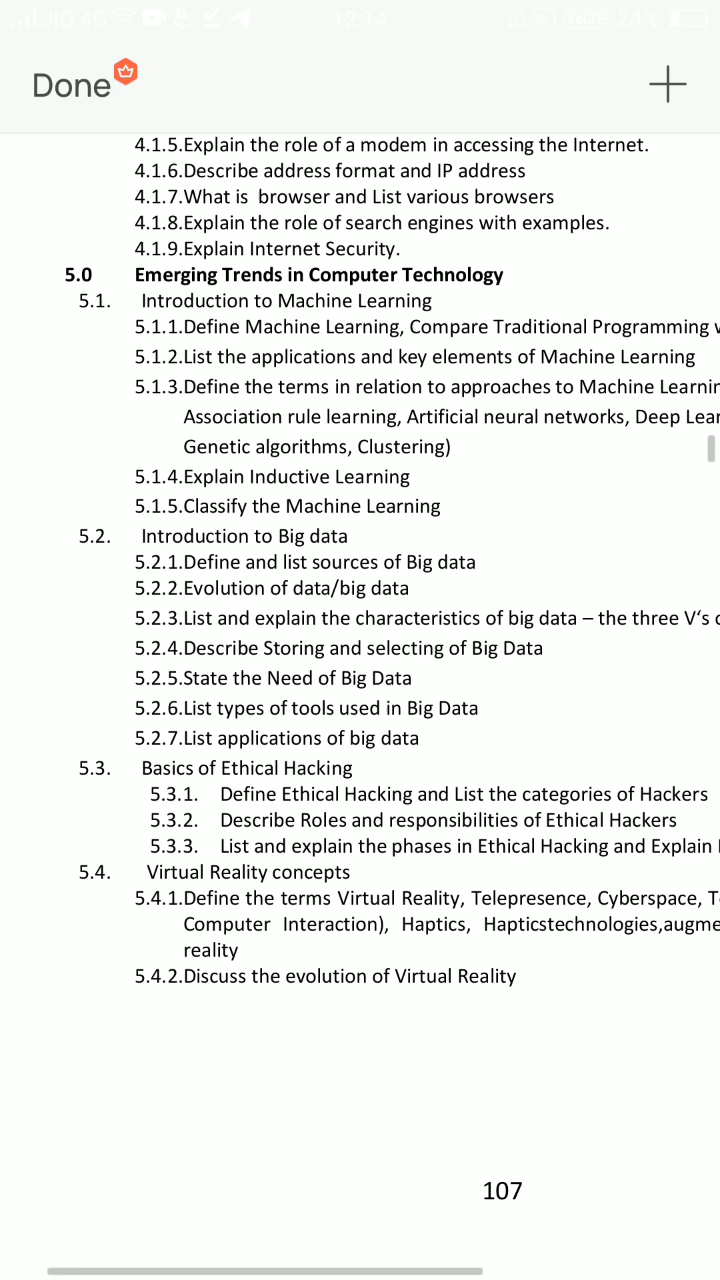 JIO 4G 12:14 VoLTE 24%
Done
4.1.5.Explain the role of a modem in accessing the Internet.
4.1.6.Describe address format and IP address
4.1.7.What is browser and List various browsers
4.1.8.Explain the role of search engines with examples.
4.1.9.Explain Internet Security.
5.0 Emerging Trends in Computer Technology
5.1. Introduction to Machine Learning
5.1.1.Define Machine Learning, Compare Traditional Programming
5.1.2.List the applications and key elements of Machine Learning
5.1.3.Define the terms in relation to approaches to Machine
Association rule learning, Artificial neural networks, Deep
Genetic algorithms, Clustering)
5.1.4.Explain Inductive Learning
5.1.5.Classify the Machine Learning
5.2. Introduction to Big data
5.2.1.Define and list sources of Big data
5.2.2.Evolution of data/big data
5.2.3.List and explain the characteristics of big data – the three V‘s
5.2.4.Describe Storing and selecting of Big Data
5.2.5.State the Need of Big Data
5.2.6.List types of tools used in Big Data
5.2.7.List applications of big data
5.3. Basics of Ethical Hacking
5.3.1. Define Ethical Hacking and List the categories of Hackers
5.3.2. Describe Roles and responsibilities of Ethical Hackers
5.3.3. List and explain the phases in Ethical Hacking and Explain
5.4. Virtual Reality concepts
5.4.1.Define the terms Virtual Reality, Telepresence, Cyberspace,
Computer Interaction), Haptics, Hapticstechnologies,
reality
5.4.2.Discuss the evolution of Virtual Reality
107